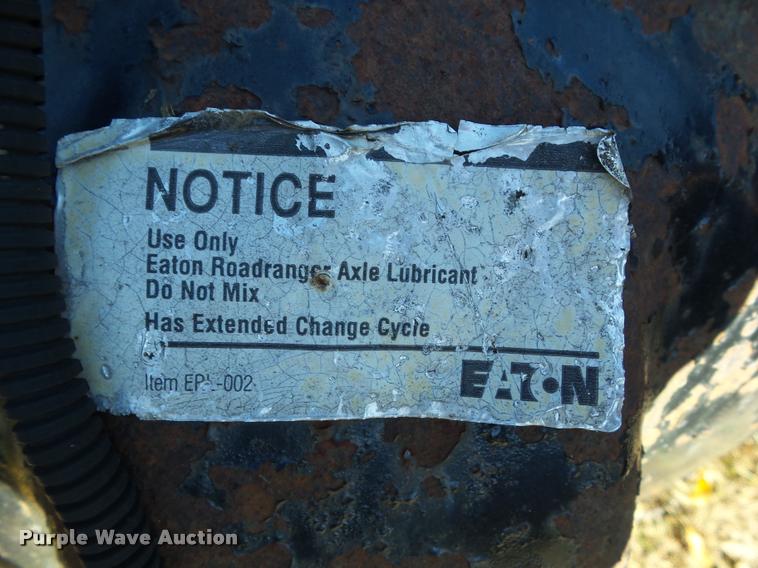 NOTICE
Use Only
Eaton Roadranger Axle Lubricant
Do Not Mix
Has Extended Change Cycle
Item -002
EATON
Purple Wave Auction